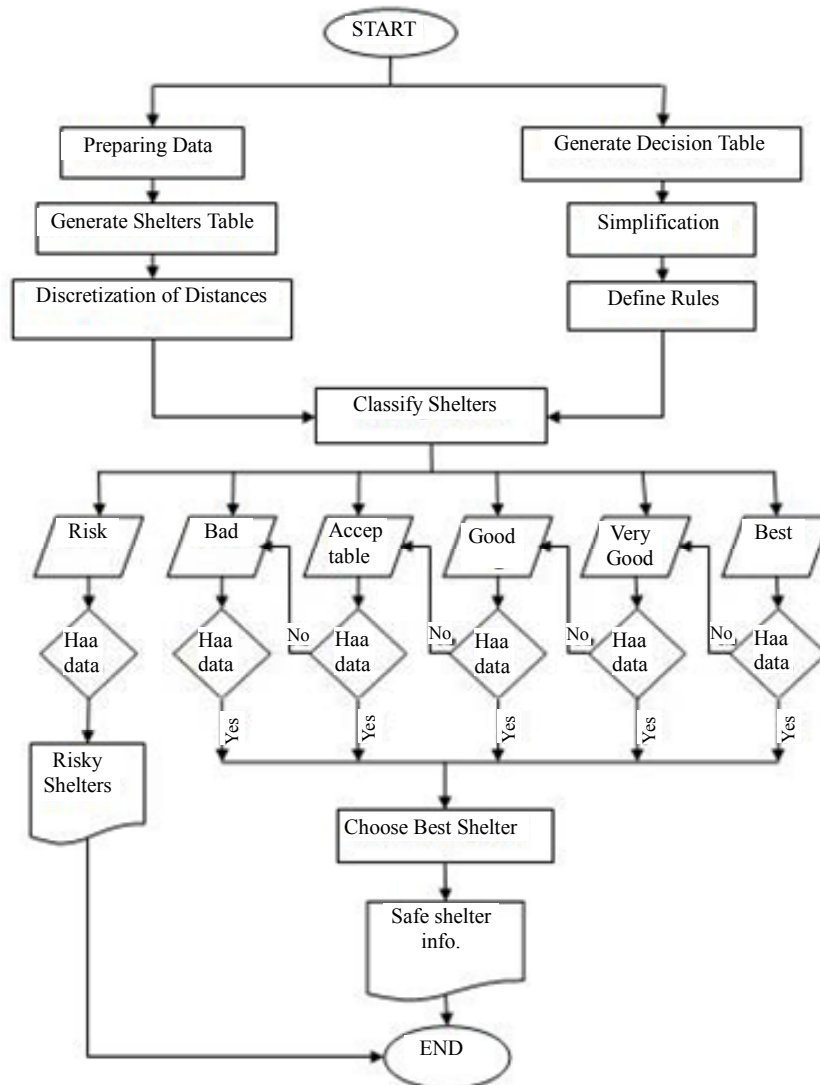 START
Preparing Data
Generate Decision Table
Generate Shelters Table
Simplification
Discretization of Distances
Define Rules
Classify Shelters
Risk
Bad
Accep
table
Good
Very
Good
Best
Haa
data
Haa
data
No
Haa
data
No
Haa
data
No
Haa
data
No
Haa
data
Yes
Yes
Yes
Yes
Yes
Risky
Shelters
Choose Best Shelter
Safe shelter
info.
END